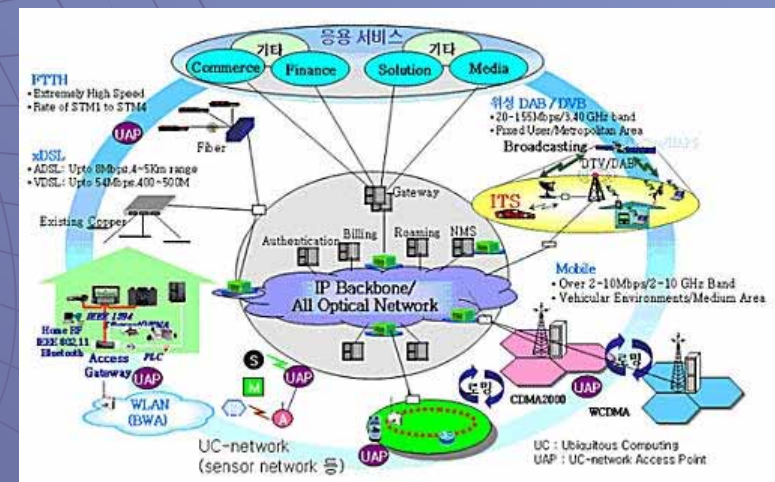 응용 서비스
기타
기타
Commerce
Finance
Solution
Media
FTTH
• Extremely High Speed
• Rate of STM1 to STM4
UAP
Fiber
xDSL
• ADSL: Upto 8Mbps,4~5Km range
• VDSL: Upto 54Mbps,400~500M
Existing Copper
위성 DAB / DVB
• 20~155Mbps/3,40 GHz band
• Fixed User/Metropolitan Area
Broadcasting
DTV/DAB
ITS
Gateway
Authentication
Billing
Roaming
NMS
IP Backbone/
All Optical Network
Mobile
• Over 2~10Mbps/2~10 GHz Band
• Vehicular Environments/Medium Area
IEEE 1394
Home RF
IEEE 802.11
Bluetooth
PLC
Access
Gateway
UAP
WLAN
(BWA)
S
M
A
UAP
UAP
로밍
CDMA2000
UAP
로밍
WCDMA
UC-network
(sensor network 등)
UC : Ubiquitous Computing
UAP : UC-network Access Point